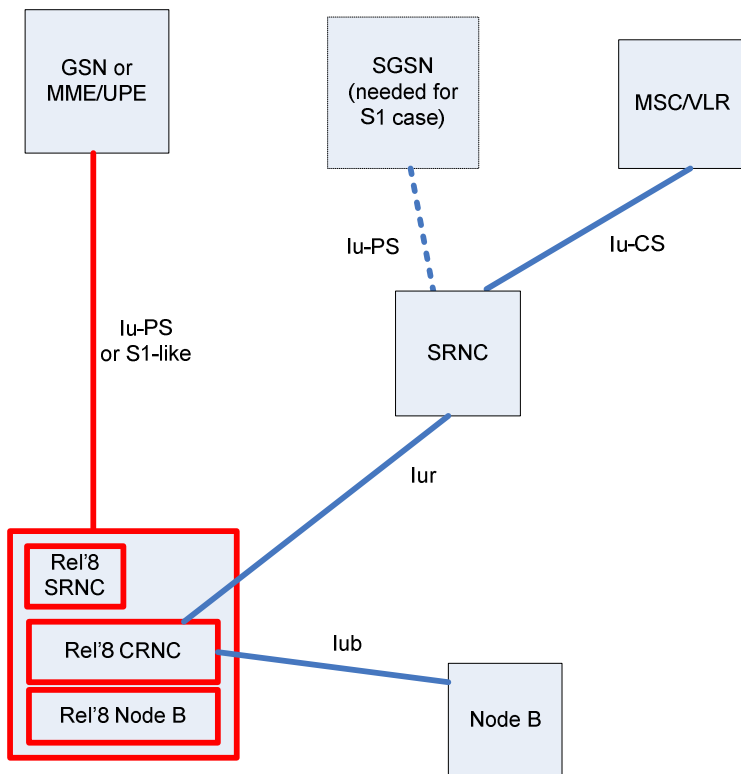 GSN or
MME/UPE
SGSN
(needed for
S1 case)
MSC/VLR
Iu-PS
Iu-CS
Iu-PS
or S1-like
SRNC
Iur
Rel'8
SRNC
Rel'8 CRNC
Iub
Rel'8 Node B
Node B